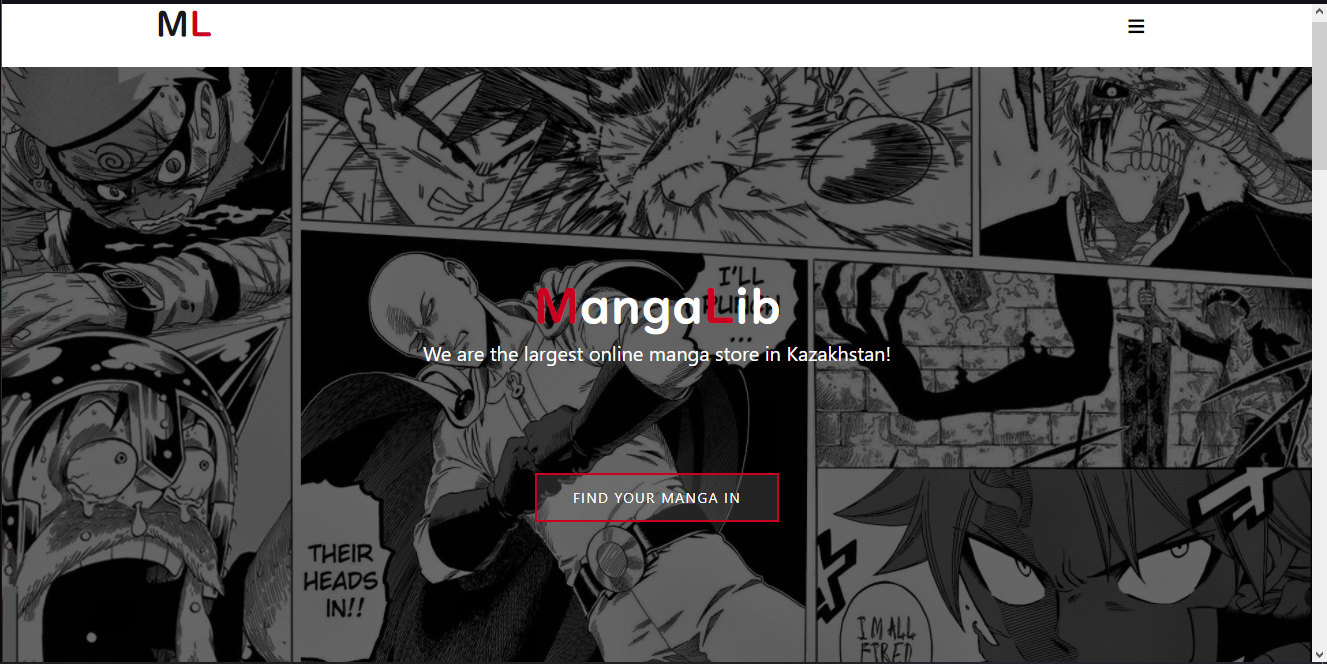 ML
I'LL
PUNCH
...
MangaLib
We are the largest online manga store in Kazakhstan!
FIND YOUR MANGA IN
THEIR
HEADS
IN!!
I'M ALL
FIRED